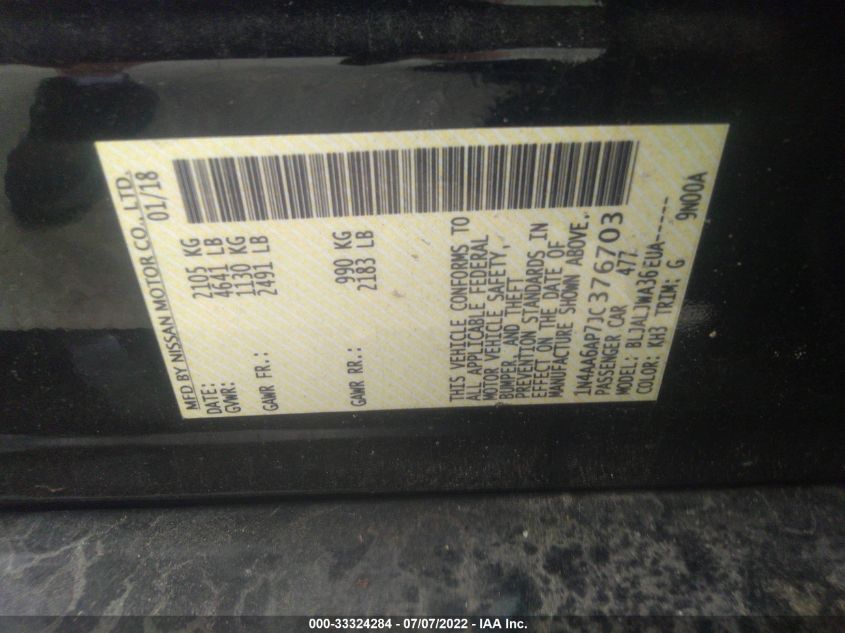 MFD BY NISSAN MOTOR CO., LTD.
DATE: 01/18
GVWR: 2105 KG
4641 LB
GAWR FR.: 1130 KG
2491 LB
GAWR RR.: 990 KG
2183 LB
THIS VEHICLE CONFORMS TO
ALL APPLICABLE FEDERAL
MOTOR VEHICLE SAFETY,
BUMPER, AND THEFT
PREVENTION STANDARDS IN
EFFECT ON THE DATE OF
MANUFACTURE SHOWN ABOVE.
1N4AA6AP7JC376703
PASSENGER CAR 477
MODEL: BLJALJWA36EUA-----
COLOR: KH3 TRIM: G 9N00A
000-33324284 - 07/07/2022 - IAA Inc.